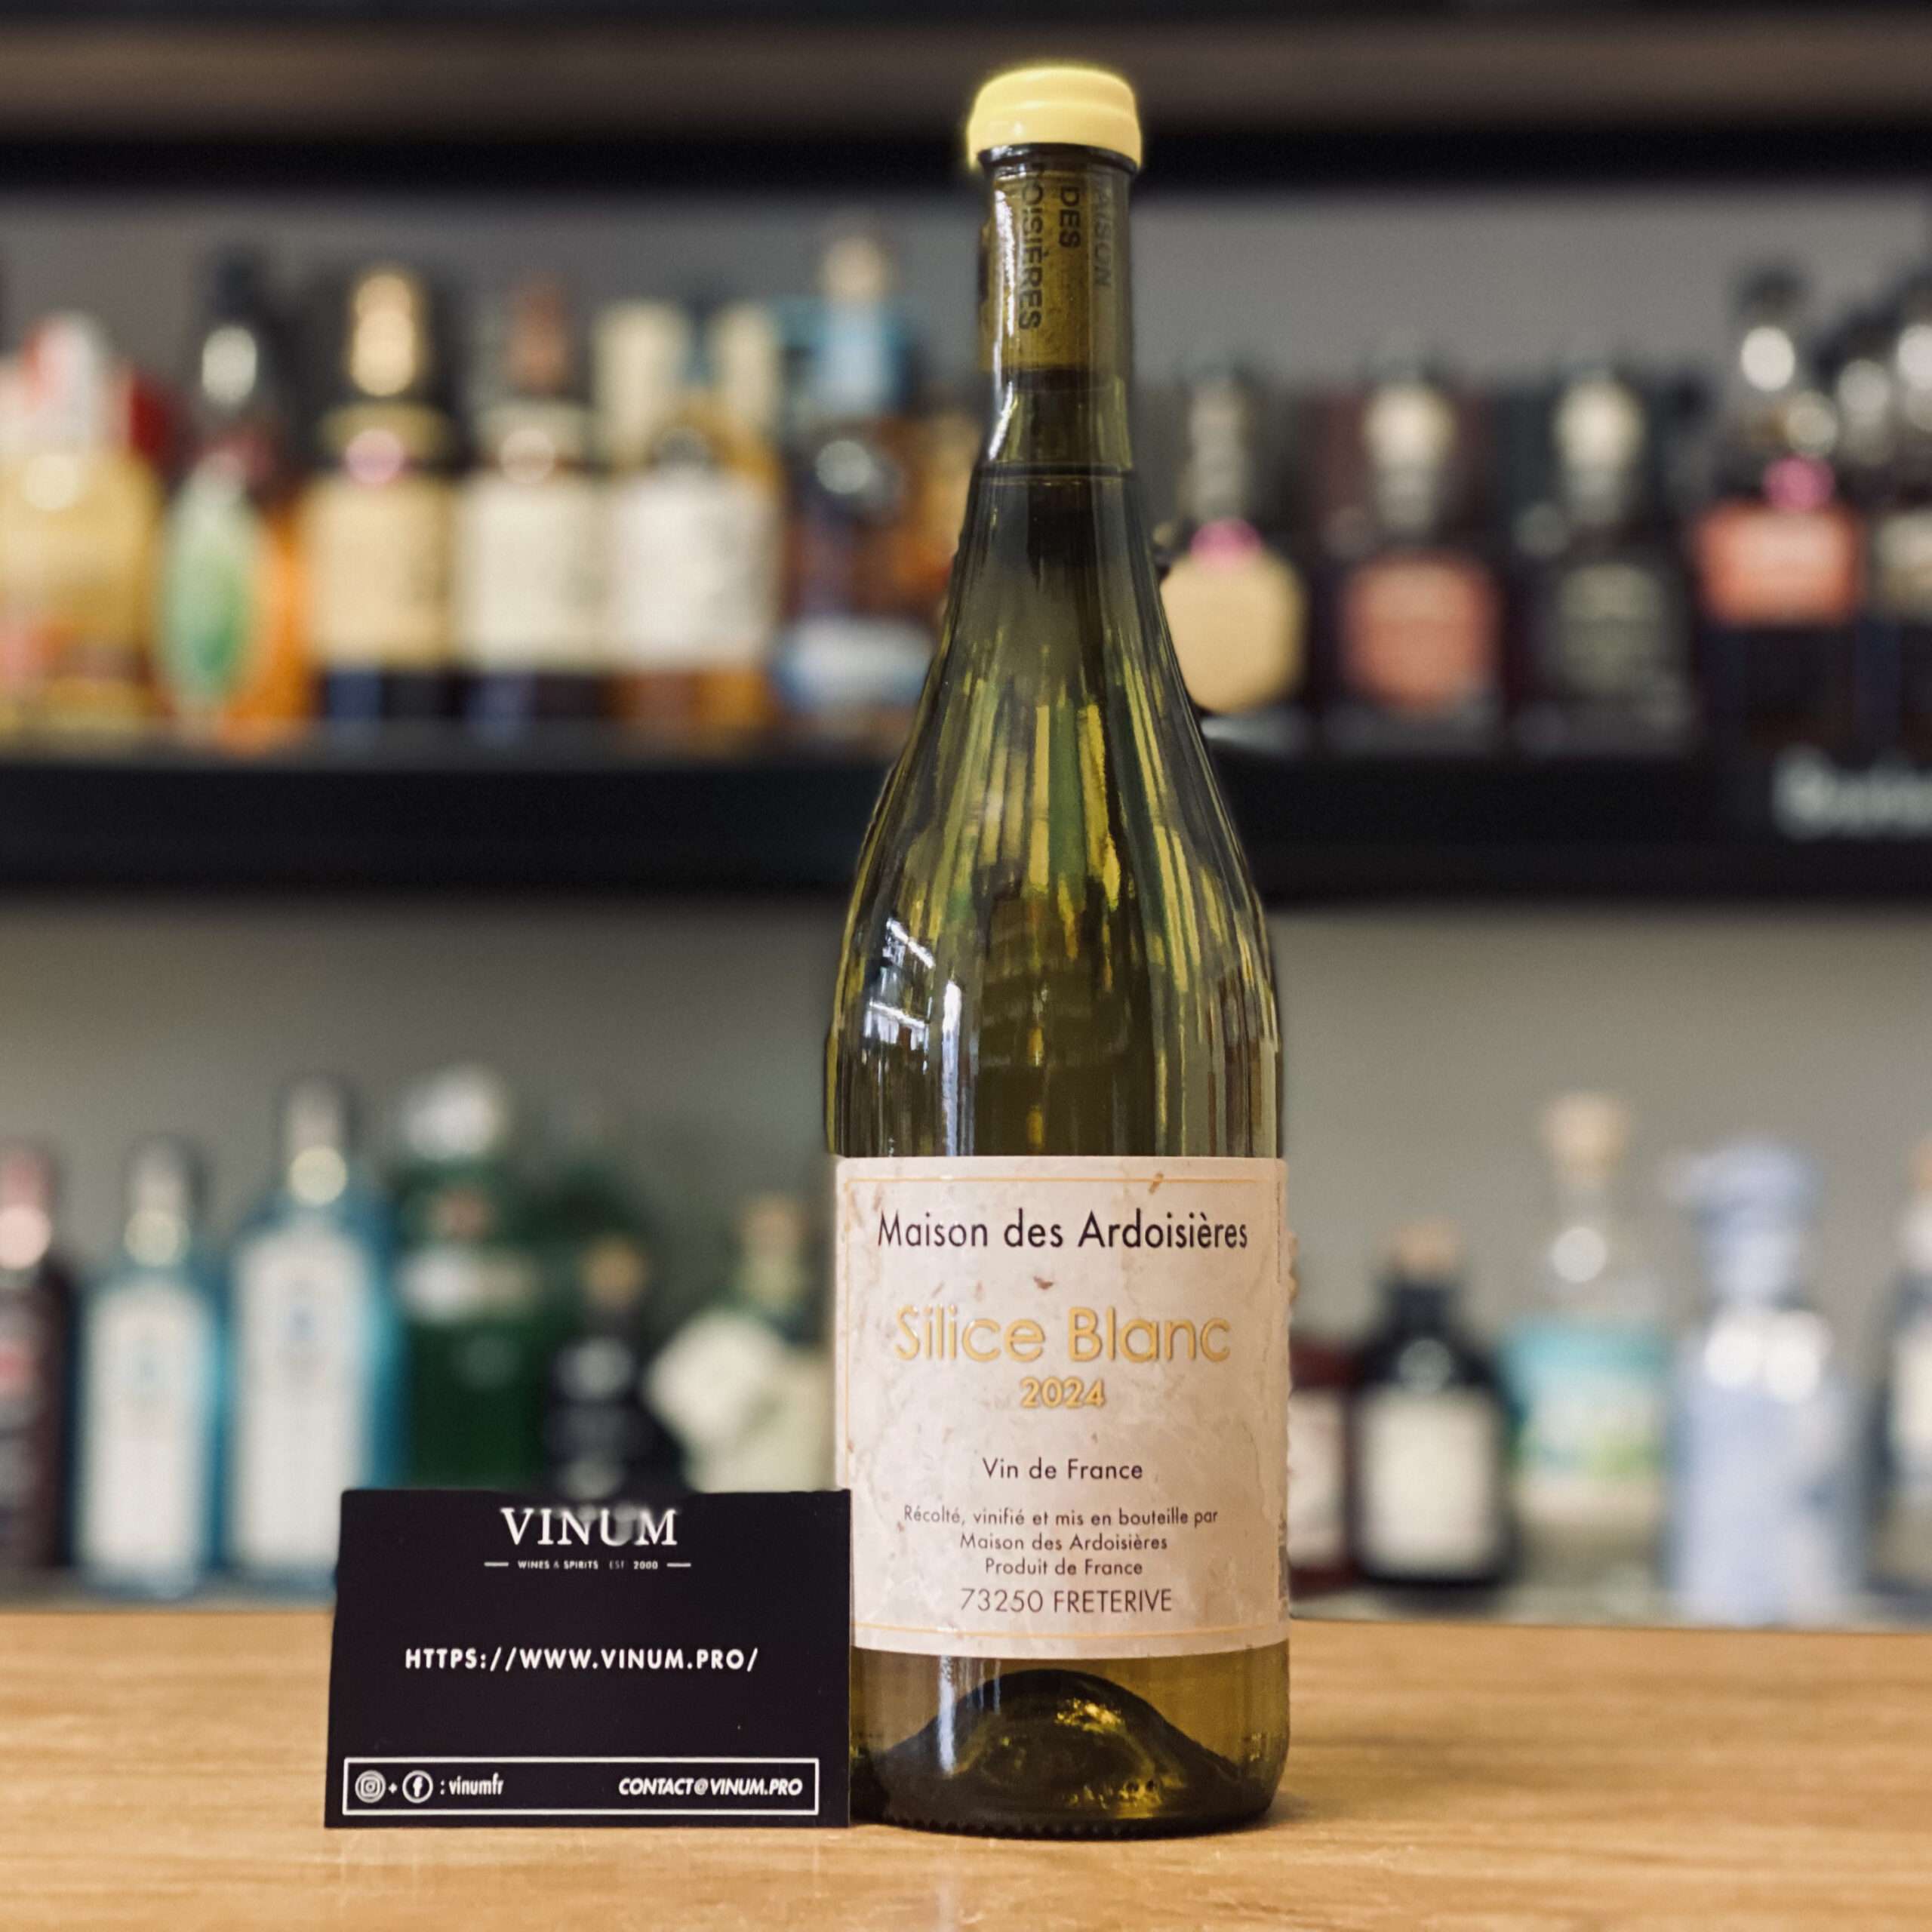 DES
Maison des Ardoisières
Silice Blanc
2024
Vin de France
Récolté, vinifié et mis en bouteille par
Maison des Ardoisières
Produit de France
73250 FRETERIVE
VINUM
WINES & SPIRITS EST 2000
HTTPS://WWW.VINUM.PRO/
+ : vinumfr
CONTACT@VINUM.PRO